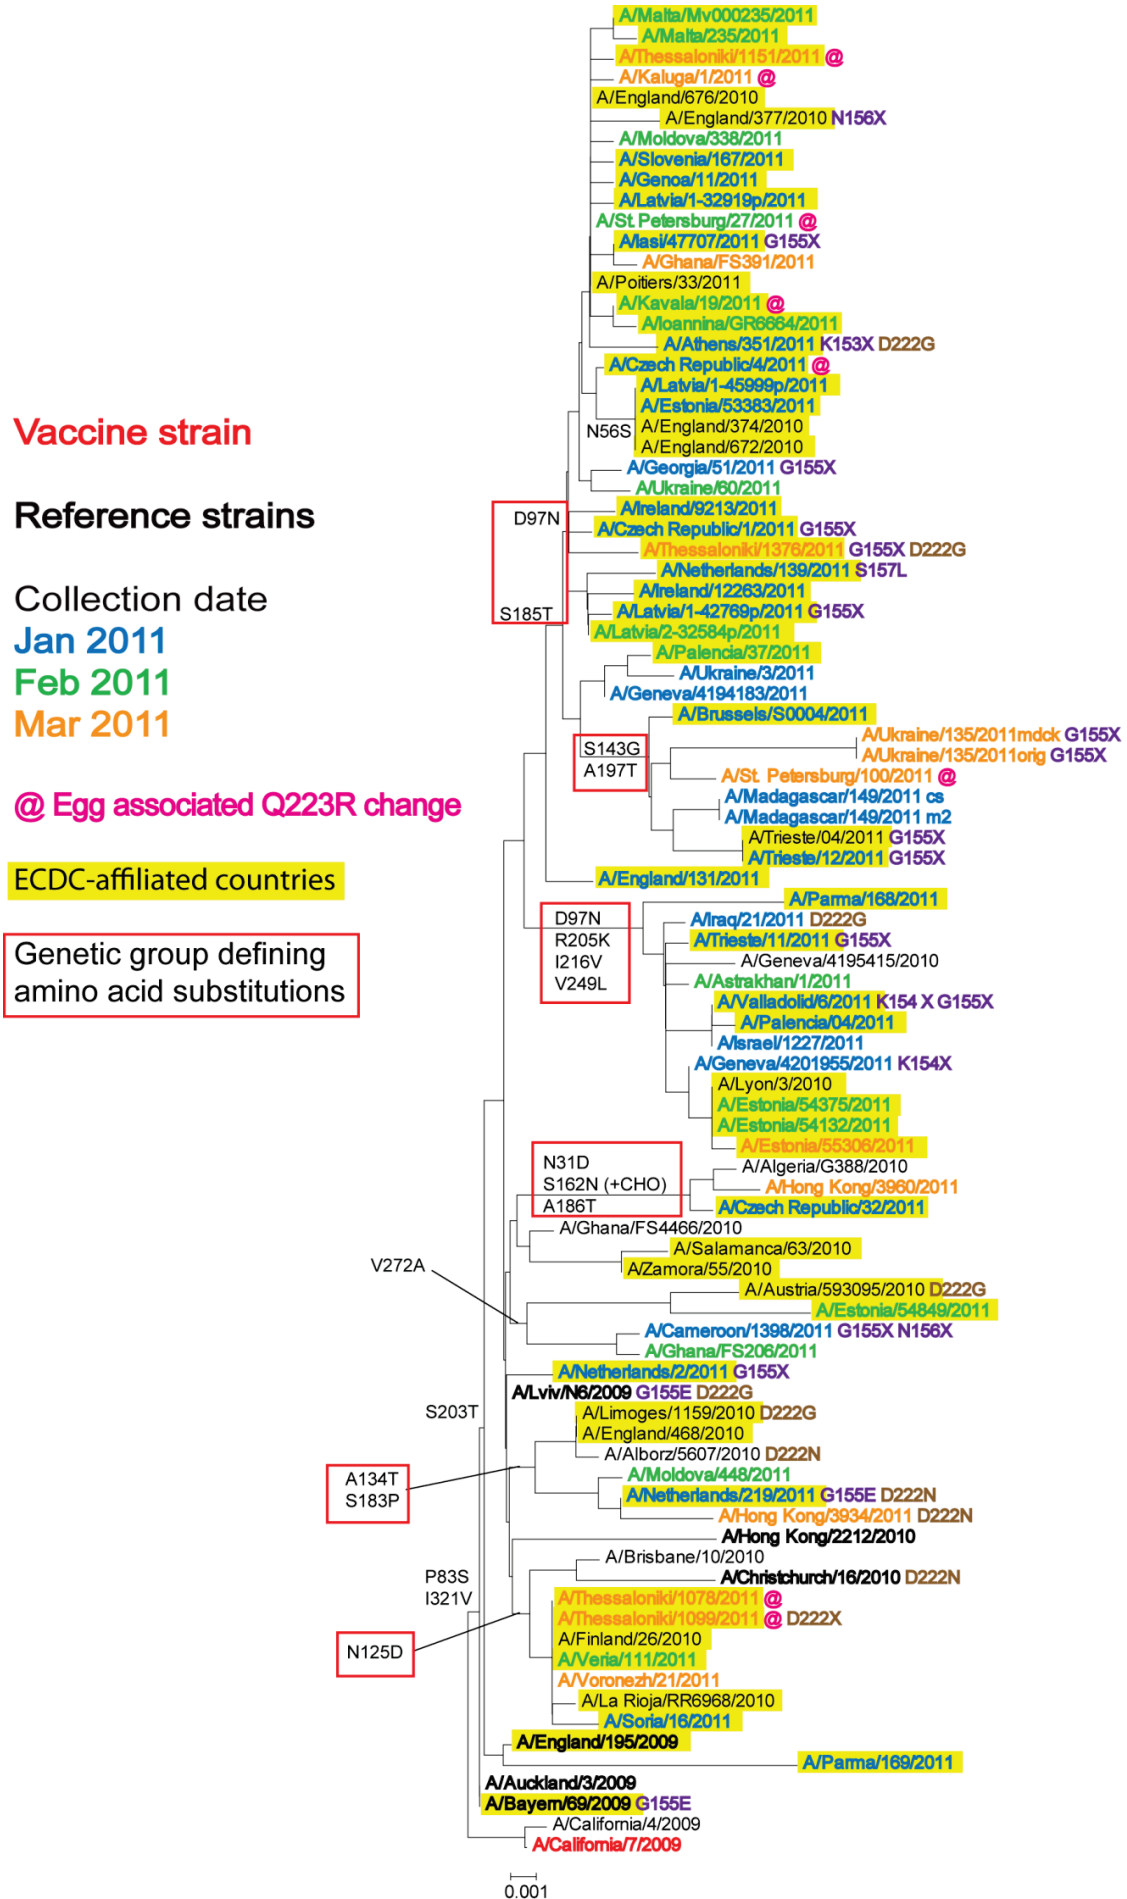 A/Malta/Mv000235/2011
A/Malta/235/2011
A/Thessaloniki/1151/2011 @
A/Kaluga/1/2011 @
A/England/676/2010
A/England/377/2010 N156X
A/Moldova/338/2011
A/Slovenia/167/2011
A/Genoa/11/2011
A/Latvia/1-32919p/2011
A/St. Petersburg/27/2011 @
A/Iasi/47707/2011 G155X
A/Ghana/FS391/2011
A/Poitiers/33/2011
A/Kavala/19/2011 @
A/Ioannina/GR6664/2011
A/Athens/351/2011 K153X D222G
A/Czech Republic/4/2011 @
A/Latvia/1-45999p/2011
A/Estonia/53383/2011
N56S
A/England/374/2010
A/England/672/2010
A/Georgia/51/2011 G155X
A/Ukraine/60/2011
D97N
A/Ireland/9213/2011
A/Czech Republic/1/2011 G155X
A/Thessaloniki/1376/2011 G155X D222G
A/Netherlands/139/2011 S157L
A/Ireland/12263/2011
S185T
A/Latvia/1-42769p/2011 G155X
A/Latvia/2-32584p/2011
A/Palencia/37/2011
A/Ukraine/3/2011
A/Geneva/4194183/2011
A/Brussels/S0004/2011
S143G
A197T
A/Ukraine/135/2011mdck G155X
A/Ukraine/135/2011orig G155X
A/St. Petersburg/100/2011 @
A/Madagascar/149/2011 cs
A/Madagascar/149/2011 m2
A/Trieste/04/2011 G155X
A/Trieste/12/2011 G155X
A/England/131/2011
D97N
R205K
I216V
V249L
A/Parma/168/2011
A/Iraq/21/2011 D222G
A/Trieste/11/2011 G155X
A/Geneva/4195415/2010
A/Astrakhan/1/2011
A/Valladolid/6/2011 K154 X G155X
A/Palencia/04/2011
A/Israel/1227/2011
A/Geneva/4201955/2011 K154X
A/Lyon/3/2010
A/Estonia/54375/2011
A/Estonia/54132/2011
A/Estonia/55306/2011
N31D
S162N (+CHO)
A186T
A/Algeria/G388/2010
A/Hong Kong/3960/2011
A/Czech Republic/32/2011
A/Ghana/FS4466/2010
A/Salamanca/63/2010
A/Zamora/55/2010
V272A
A/Austria/593095/2010 D222G
A/Estonia/54849/2011
A/Cameroon/1398/2011 G155X N156X
A/Ghana/FS206/2011
A/Netherlands/2/2011 G155X
A/Lviv/N6/2009 G155E D222G
S203T
A/Limoges/1159/2010 D222G
A/England/468/2010
A/Alborz/5607/2010 D222N
A134T
S183P
A/Moldova/448/2011
A/Netherlands/219/2011 G155E D222N
A/Hong Kong/3934/2011 D222N
A/Hong Kong/2212/2010
A/Brisbane/10/2010
A/Christchurch/16/2010 D222N
P83S
I321V
A/Thessaloniki/1078/2011 @
A/Thessaloniki/1099/2011 @ D222X
A/Finland/26/2010
N125D
A/Veria/111/2011
A/Voronezh/21/2011
A/La Rioja/RR6968/2010
A/Soria/16/2011
A/England/195/2009
A/Parma/169/2011
A/Auckland/3/2009
A/Bayern/69/2009 G155E
A/California/4/2009
A/California/7/2009
0.001
Vaccine strain
Reference strains
Collection date
Jan 2011
Feb 2011
Mar 2011
@ Egg associated Q223R change
ECDC-affiliated countries
Genetic group defining
amino acid substitutions